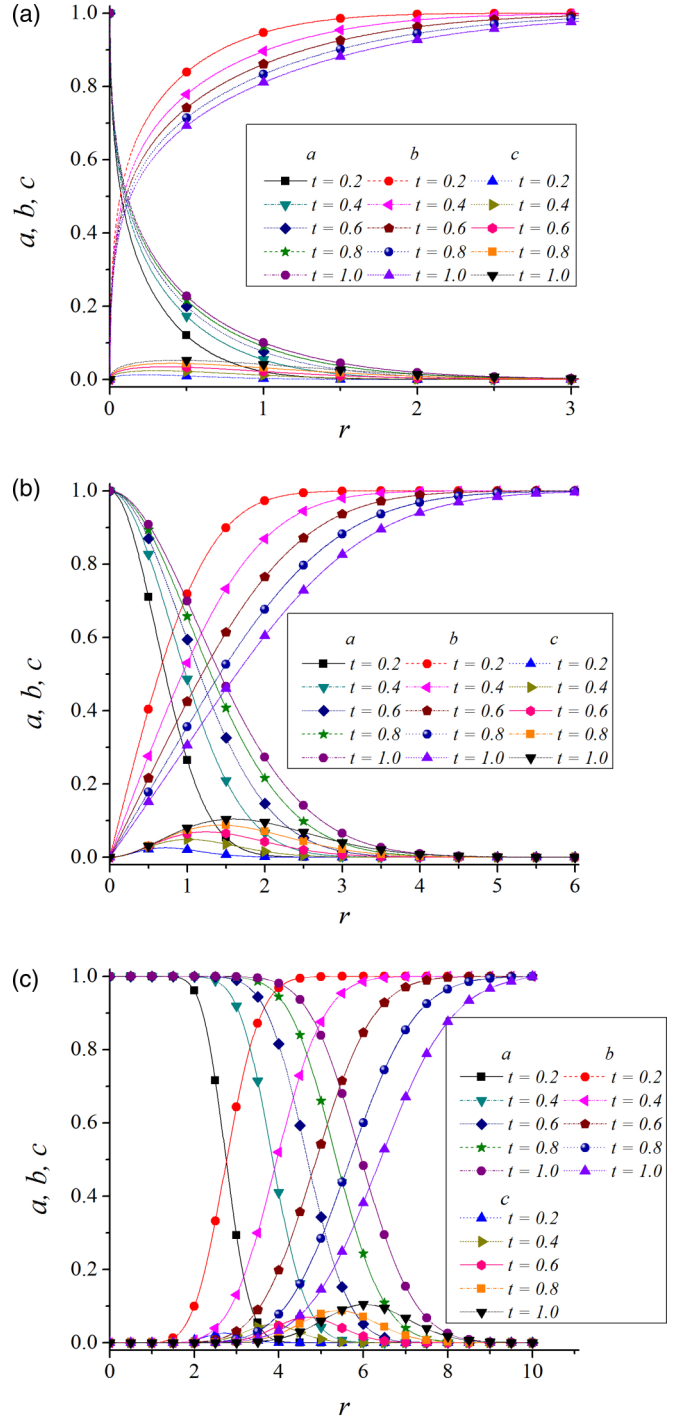 (a)
a, b, c
1.0
0.8
0.6
0.4
0.2
0.0
a b c
t = 0.2 t = 0.2 t = 0.2
t = 0.4 t = 0.4 t = 0.4
t = 0.6 t = 0.6 t = 0.6
t = 0.8 t = 0.8 t = 0.8
t = 1.0 t = 1.0 t = 1.0
0 1 2 3
r
(b)
a, b, c
1.0
0.8
0.6
0.4
0.2
0.0
a b c
t = 0.2 t = 0.2 t = 0.2
t = 0.4 t = 0.4 t = 0.4
t = 0.6 t = 0.6 t = 0.6
t = 0.8 t = 0.8 t = 0.8
t = 1.0 t = 1.0 t = 1.0
0 1 2 3 4 5 6
r
(c)
a, b, c
1.0
0.8
0.6
0.4
0.2
0.0
a b
t = 0.2 t = 0.2
t = 0.4 t = 0.4
t = 0.6 t = 0.6
t = 0.8 t = 0.8
t = 1.0 t = 1.0
c
t = 0.2
t = 0.4
t = 0.6
t = 0.8
t = 1.0
0 2 4 6 8 10
r